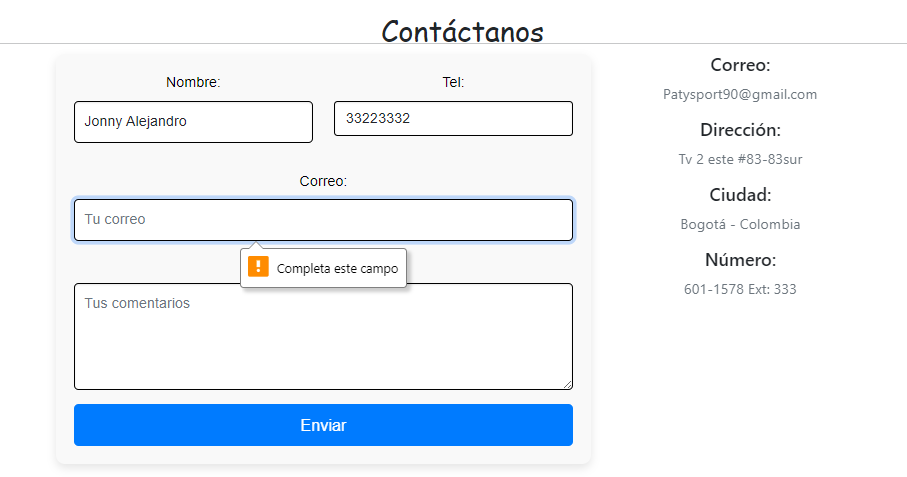 Contáctanos
Nombre:
Tel:
Jonny Alejandro
33223332
Correo:
Tu correo
Completa este campo
Tus comentarios
Enviar
Correo:
Patysport90@gmail.com
Dirección:
Tv 2 este #83-83sur
Ciudad:
Bogotá - Colombia
Número:
601-1578 Ext: 333